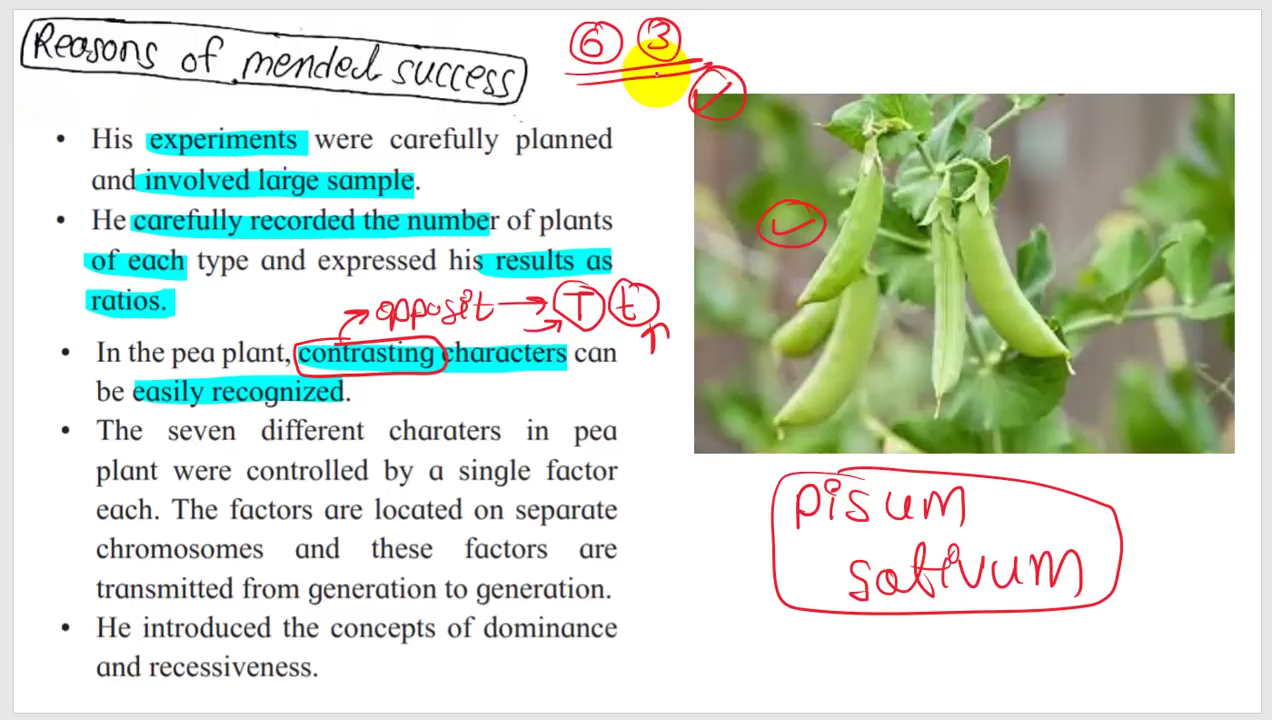 Reasons of mended success
6 3
• His experiments were carefully planned
and involved large sample.
• He carefully recorded the number of plants
of each type and expressed his results as
ratios.
opposit → T t
• In the pea plant, contrasting characters can
be easily recognized.
• The seven different charaters in pea
plant were controlled by a single factor
each. The factors are located on separate
chromosomes and these factors are
transmitted from generation to generation.
• He introduced the concepts of dominance
and recessiveness.
pisum
sativum